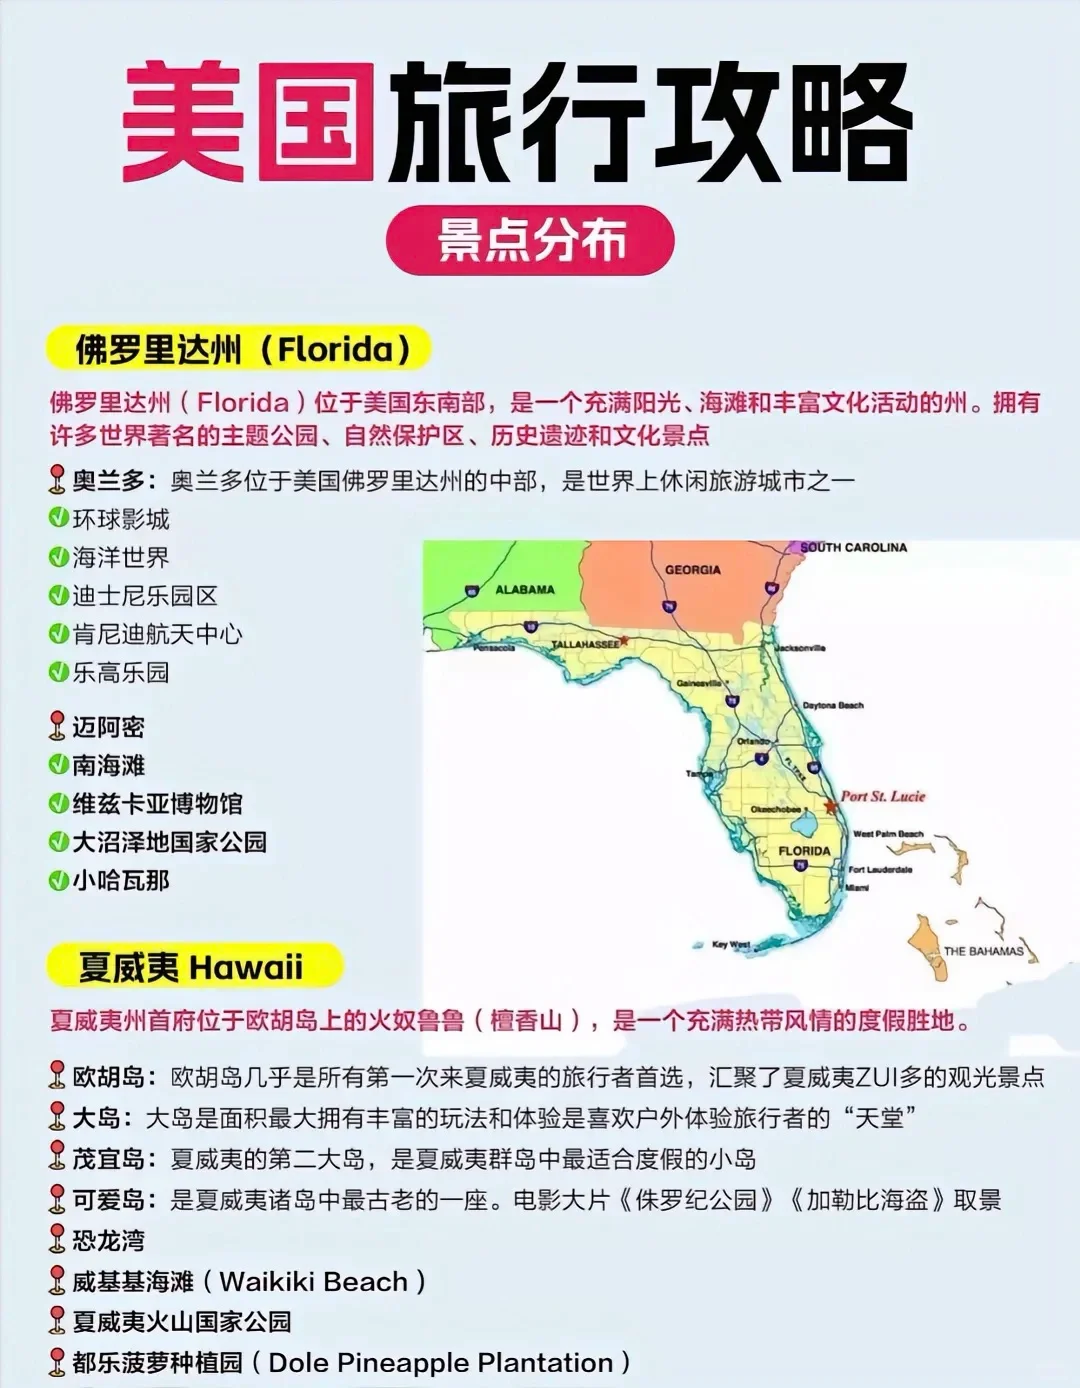 美国旅行攻略
景点分布
佛罗里达州（Florida）
佛罗里达州（Florida）位于美国东南部，是一个充满阳光、海滩和丰富文化活动的州。拥有
许多世界著名的主题公园、自然保护区、历史遗迹和文化景点
奥兰多：奥兰多位于美国佛罗里达州的中部，是世界上休闲旅游城市之一
环球影城
海洋世界
迪士尼乐园区
肯尼迪航天中心
乐高乐园
迈阿密
南海滩
维兹卡亚博物馆
大沼泽地国家公园
小哈瓦那
SOUTH CAROLINA
GEORGIA
ALABAMA
TALLAHASSEE
Pensacola
Jacksonville
Gainesville
Daytona Beach
Orlando
FL TPKE
Tampa
Port St. Lucie
Okeechobee
West Palm Beach
FLORIDA
Fort Lauderdale
Miami
Key West
THE BAHAMAS
10
75
75
4
75
夏威夷 Hawaii
夏威夷州首府位于欧胡岛上的火奴鲁鲁（檀香山），是一个充满热带风情的度假胜地。
欧胡岛：欧胡岛几乎是所有第一次来夏威夷的旅行者首选，汇聚了夏威夷ZUI多的观光景点
大岛：大岛是面积最大拥有丰富的玩法和体验是喜欢户外体验旅行者的“天堂”
茂宜岛：夏威夷的第二大岛，是夏威夷群岛中最适合度假的小岛
可爱岛：是夏威夷诸岛中最古老的一座。电影大片《侏罗纪公园》《加勒比海盗》取景
恐龙湾
威基基海滩（Waikiki Beach）
夏威夷火山国家公园
都乐菠萝种植园（Dole Pineapple Plantation）